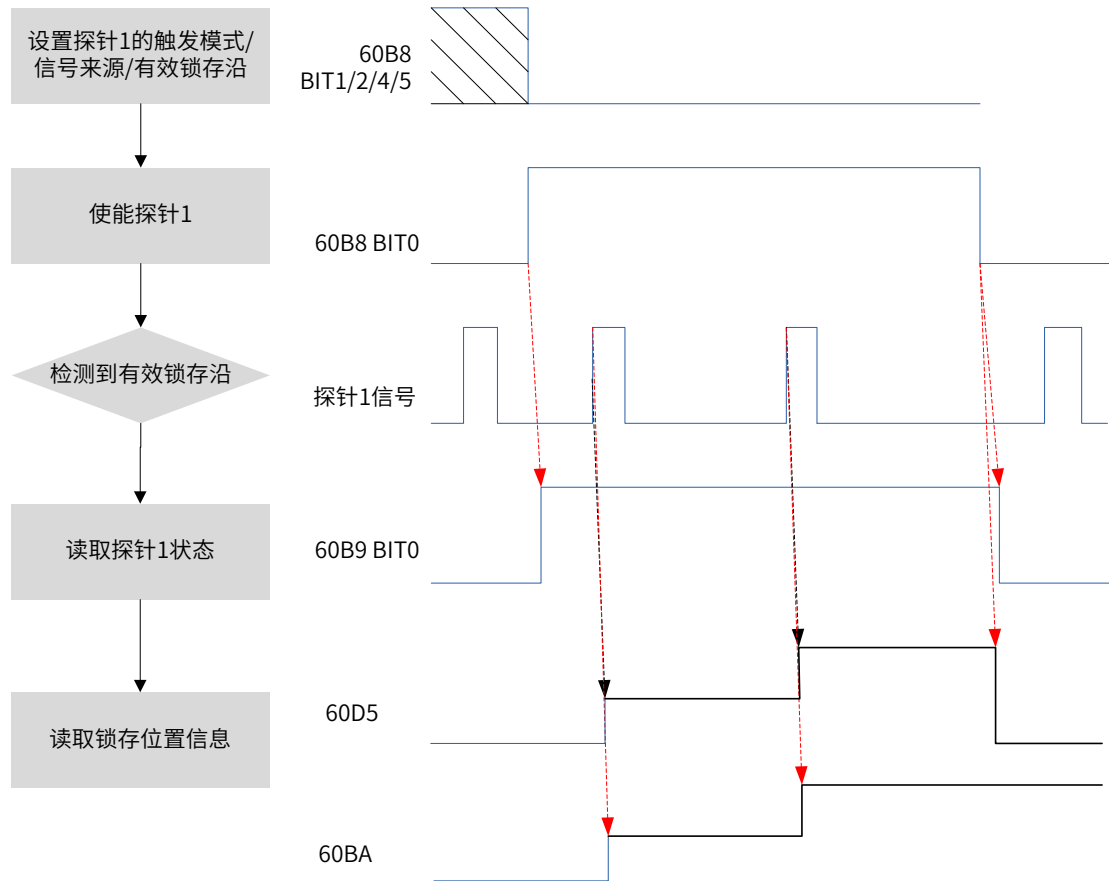 设置探针1的触发模式/
信号来源/有效锁存沿
使能探针1
检测到有效锁存沿
读取探针1状态
读取锁存位置信息
60B8
BIT1/2/4/5
60B8 BIT0
探针1信号
60B9 BIT0
60D5
60BA